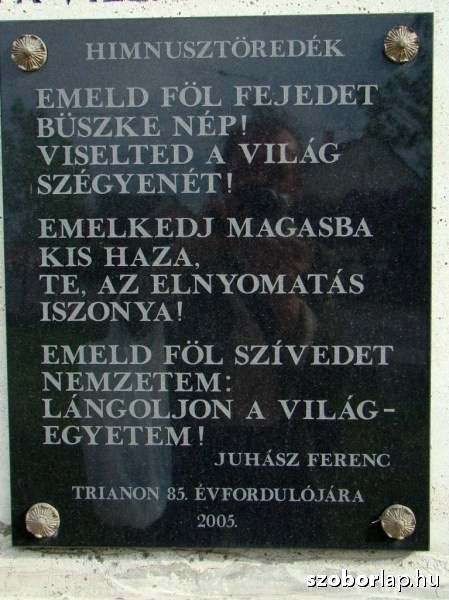 HIMNUSZTÖREDÉK
EMELD FÖL FEJEDET
BÜSZKE NÉP!
VISELTED A VILÁG
SZÉGYENÉT!
EMELKEDJ MAGASBA
KIS HAZA,
TE, AZ ELNYOMATÁS
ISZONYA!
EMELD FÖL SZÍVEDET
NEMZETEM:
LÁNGOLJON A VILÁG-
EGYETEM!
JUHÁSZ FERENC
TRIANON 85. ÉVFORDULÓJÁRA
2005.
szoborlap.hu